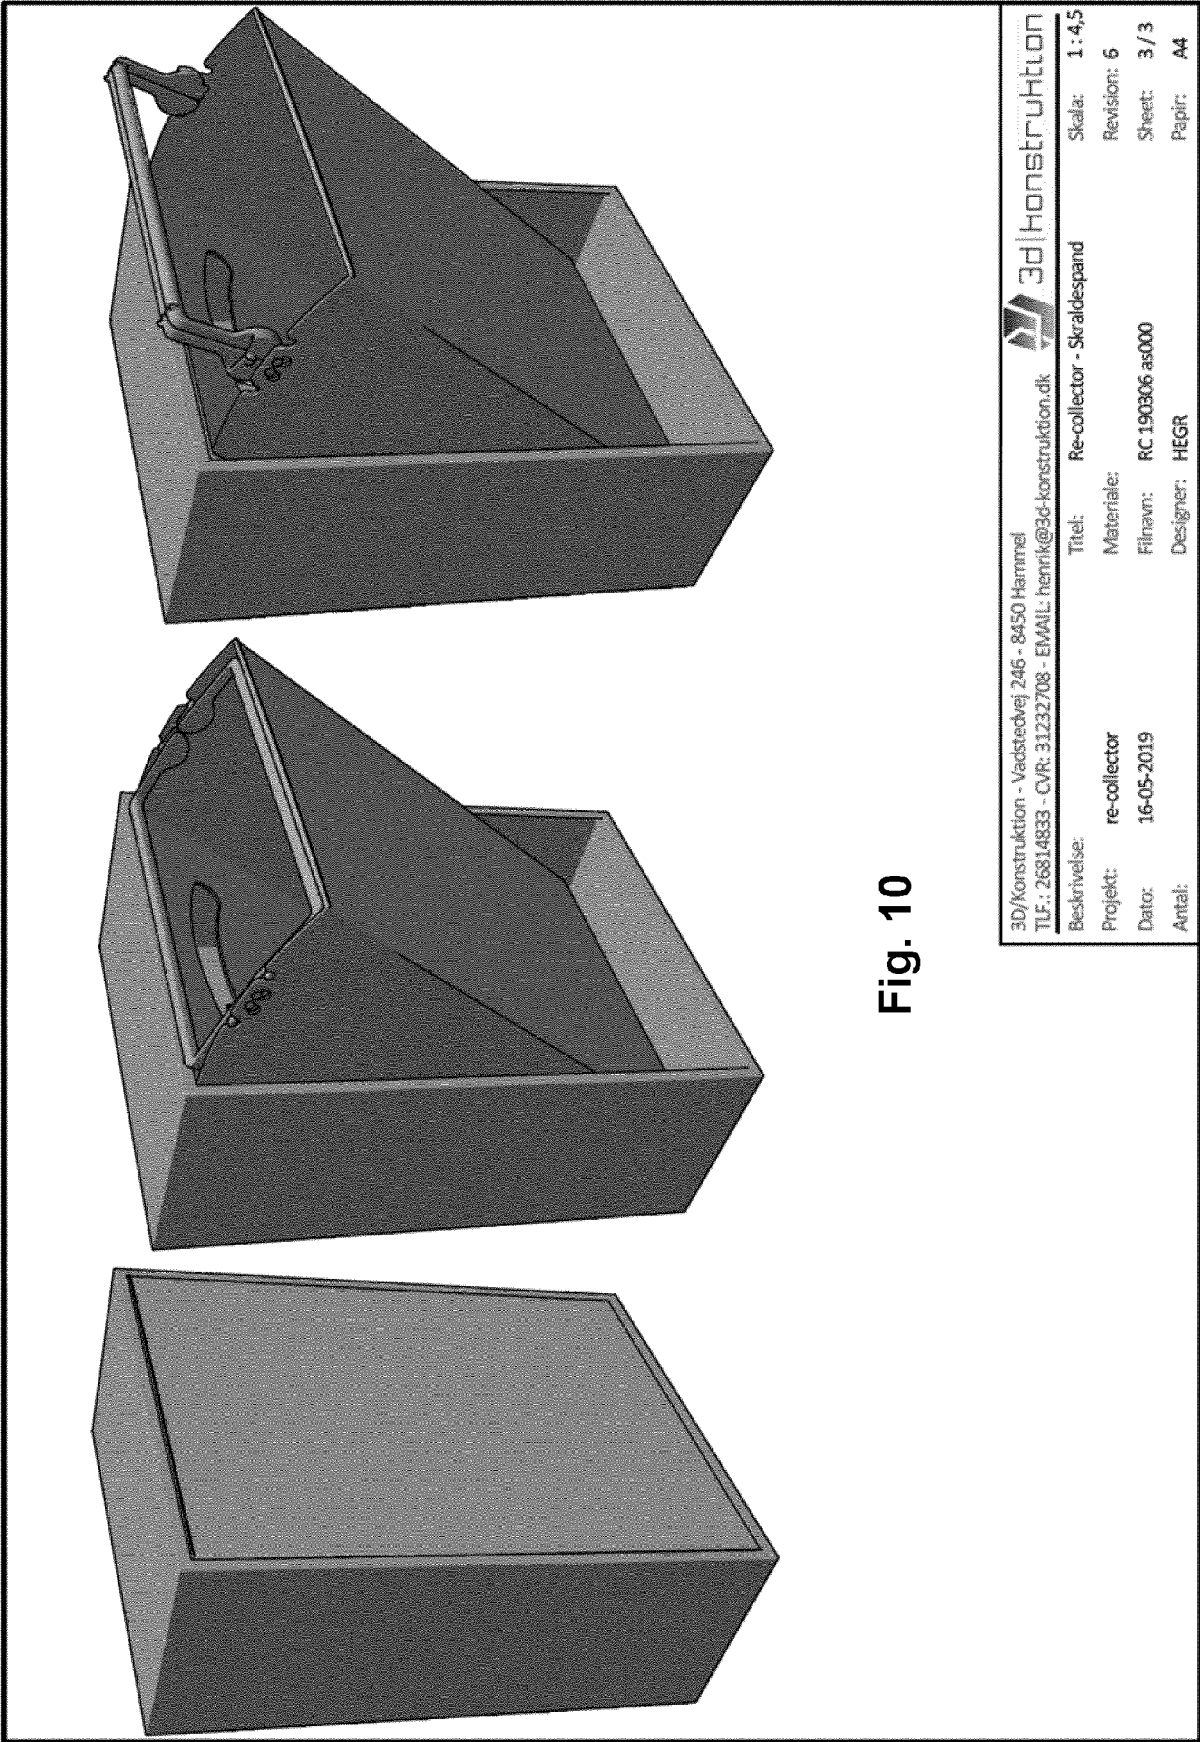 Fig. 10
3D/Konstruktion - Vadstedvej 246 - 8450 Hammel
TLF.: 26814833 - CVR: 31232708 - EMAIL: henrik@3d-konstruktion.dk
3d|konstruktion
Beskrivelse: Titel: Re-collector - Skraldespand Skala: 1 : 4,5
Projekt: re-collector Materiale: Revision: 6
Dato: 16-05-2019 Filnavn: RC 190306 as000 Sheet: 3 / 3
Antal: Designer: HEGR Papir: A4